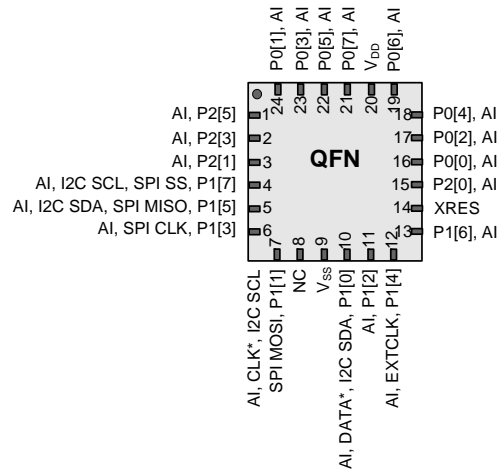 P0[1], AI
P0[3], AI
P0[5], AI
P0[7], AI
VDD
P0[6], AI
24
23
22
21
20
19
AI, P2[5]
1
AI, P2[3]
2
AI, P2[1]
3
AI, I2C SCL, SPI SS, P1[7]
4
AI, I2C SDA, SPI MISO, P1[5]
5
AI, SPI CLK, P1[3]
6
QFN
18
P0[4], AI
17
P0[2], AI
16
P0[0], AI
15
P2[0], AI
14
XRES
13
P1[6], AI
7
8
9
10
11
12
AI, CLK*, I2C SCL
SPI MOSI, P1[1]
NC
VSS
AI, DATA*, I2C SDA, P1[0]
AI, P1[2]
AI, EXTCLK, P1[4]